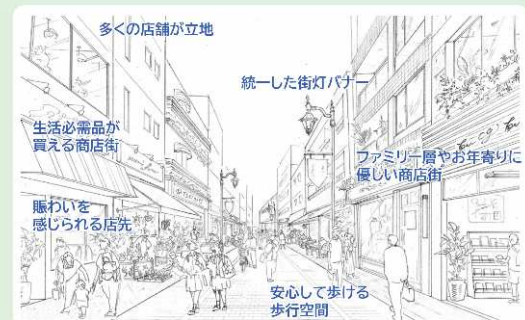 多くの店舗が立地
統一した街灯バナー
生活必需品が
買える商店街
ファミリー層やお年寄りに
優しい商店街
賑わいを
感じられる店先
安心して歩ける
歩行空間